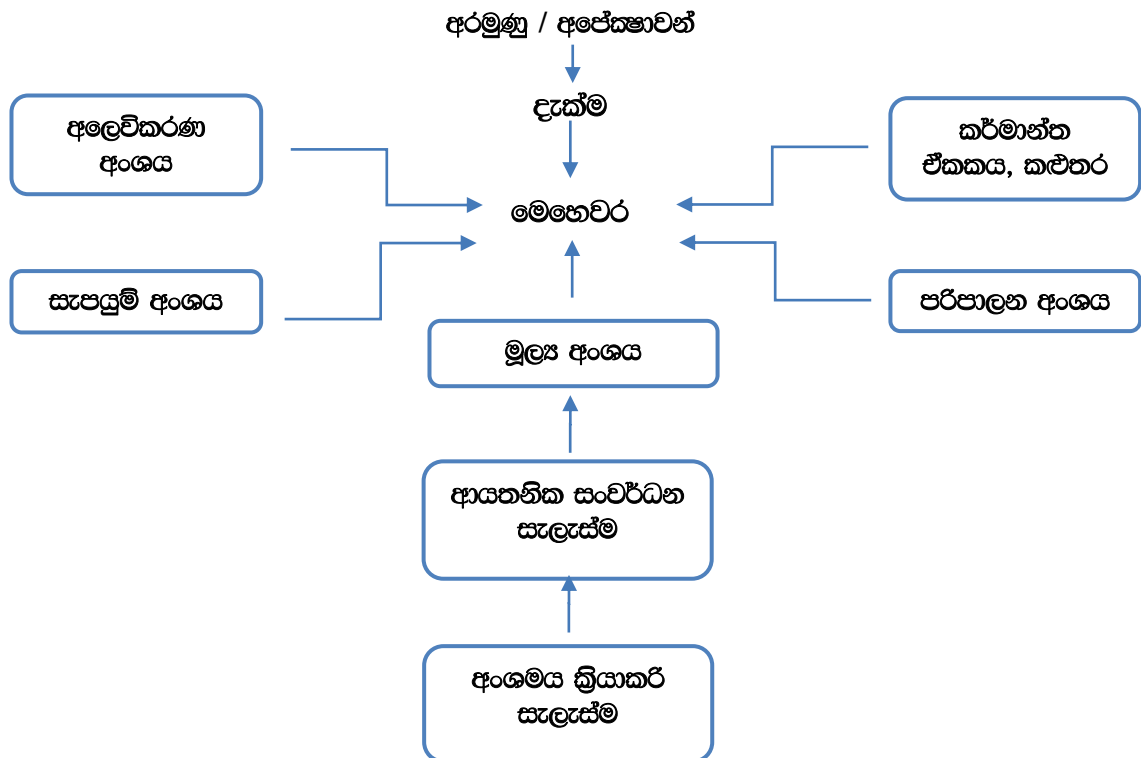 අරමුණු / අපේක්ෂාවන්
දැක්ම
අලෙවිකරණ
අංශය
කර්මාන්ත
ඒකකය, කළුතර
මෙහෙවර
සැපයුම් අංශය
පරිපාලන අංශය
මූල්‍ය අංශය
ආයතනික සංවර්ධන
සැලැස්ම
අංශමය ක්‍රියාකරි
සැලැස්ම